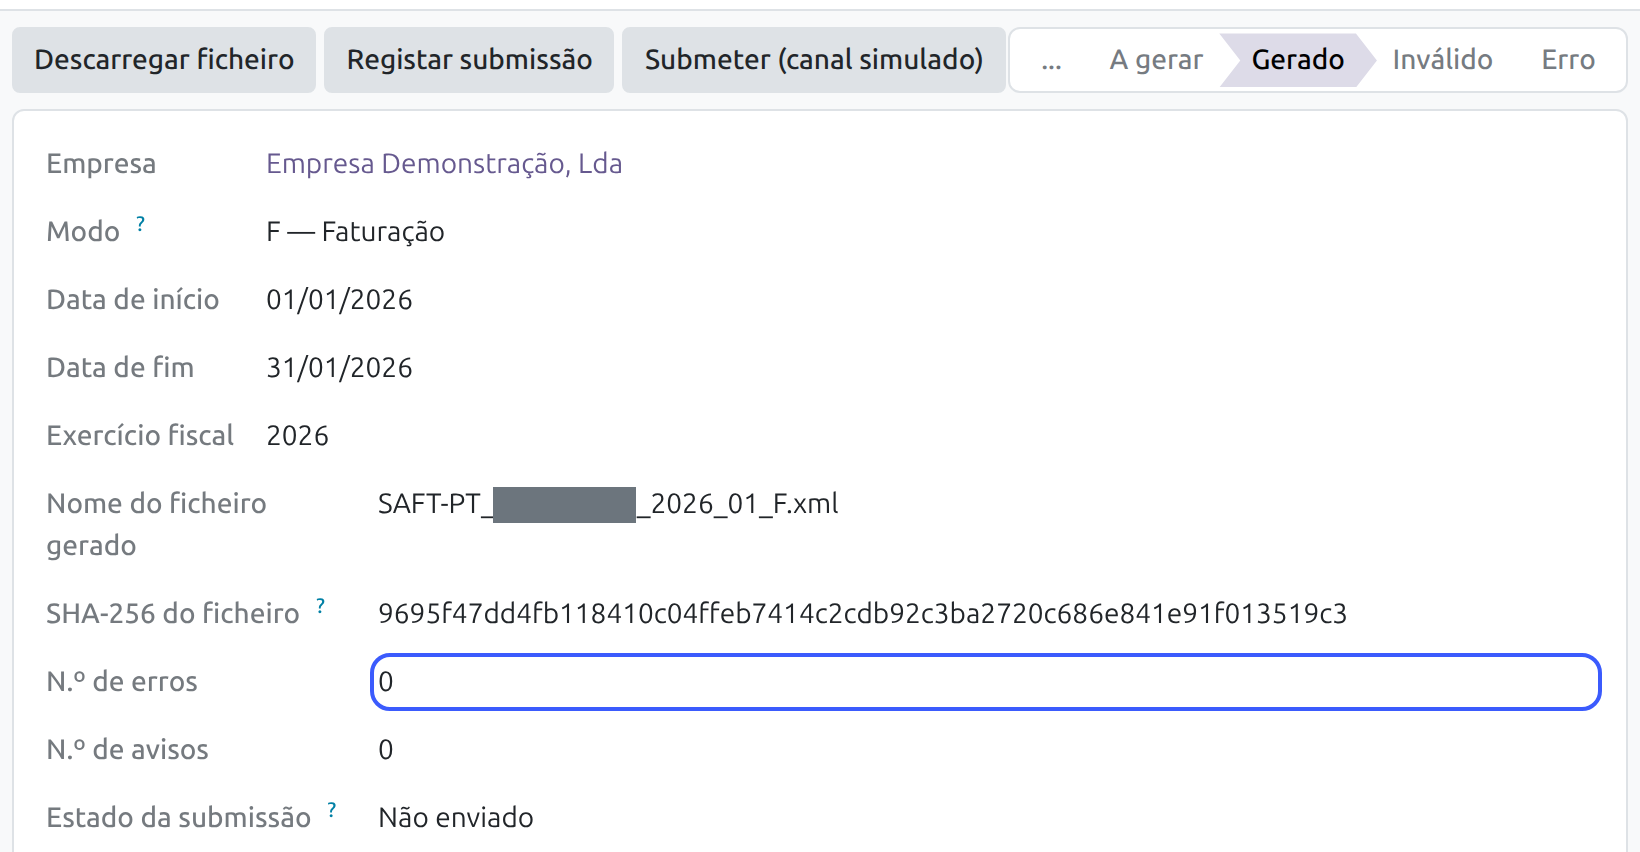 Descarregar ficheiro Registar submissão Submeter (canal simulado) ... A gerar Gerado Inválido Erro
Empresa Empresa Demonstração, Lda
Modo ? F — Faturação
Data de início 01/01/2026
Data de fim 31/01/2026
Exercício fiscal 2026
Nome do ficheiro gerado SAFT-PT_ _2026_01_F.xml
SHA-256 do ficheiro ? 9695f47dd4fb118410c04ffeb7414c2cdb92c3ba2720c686e841e91f013519c3
N.º de erros 0
N.º de avisos 0
Estado da submissão ? Não enviado